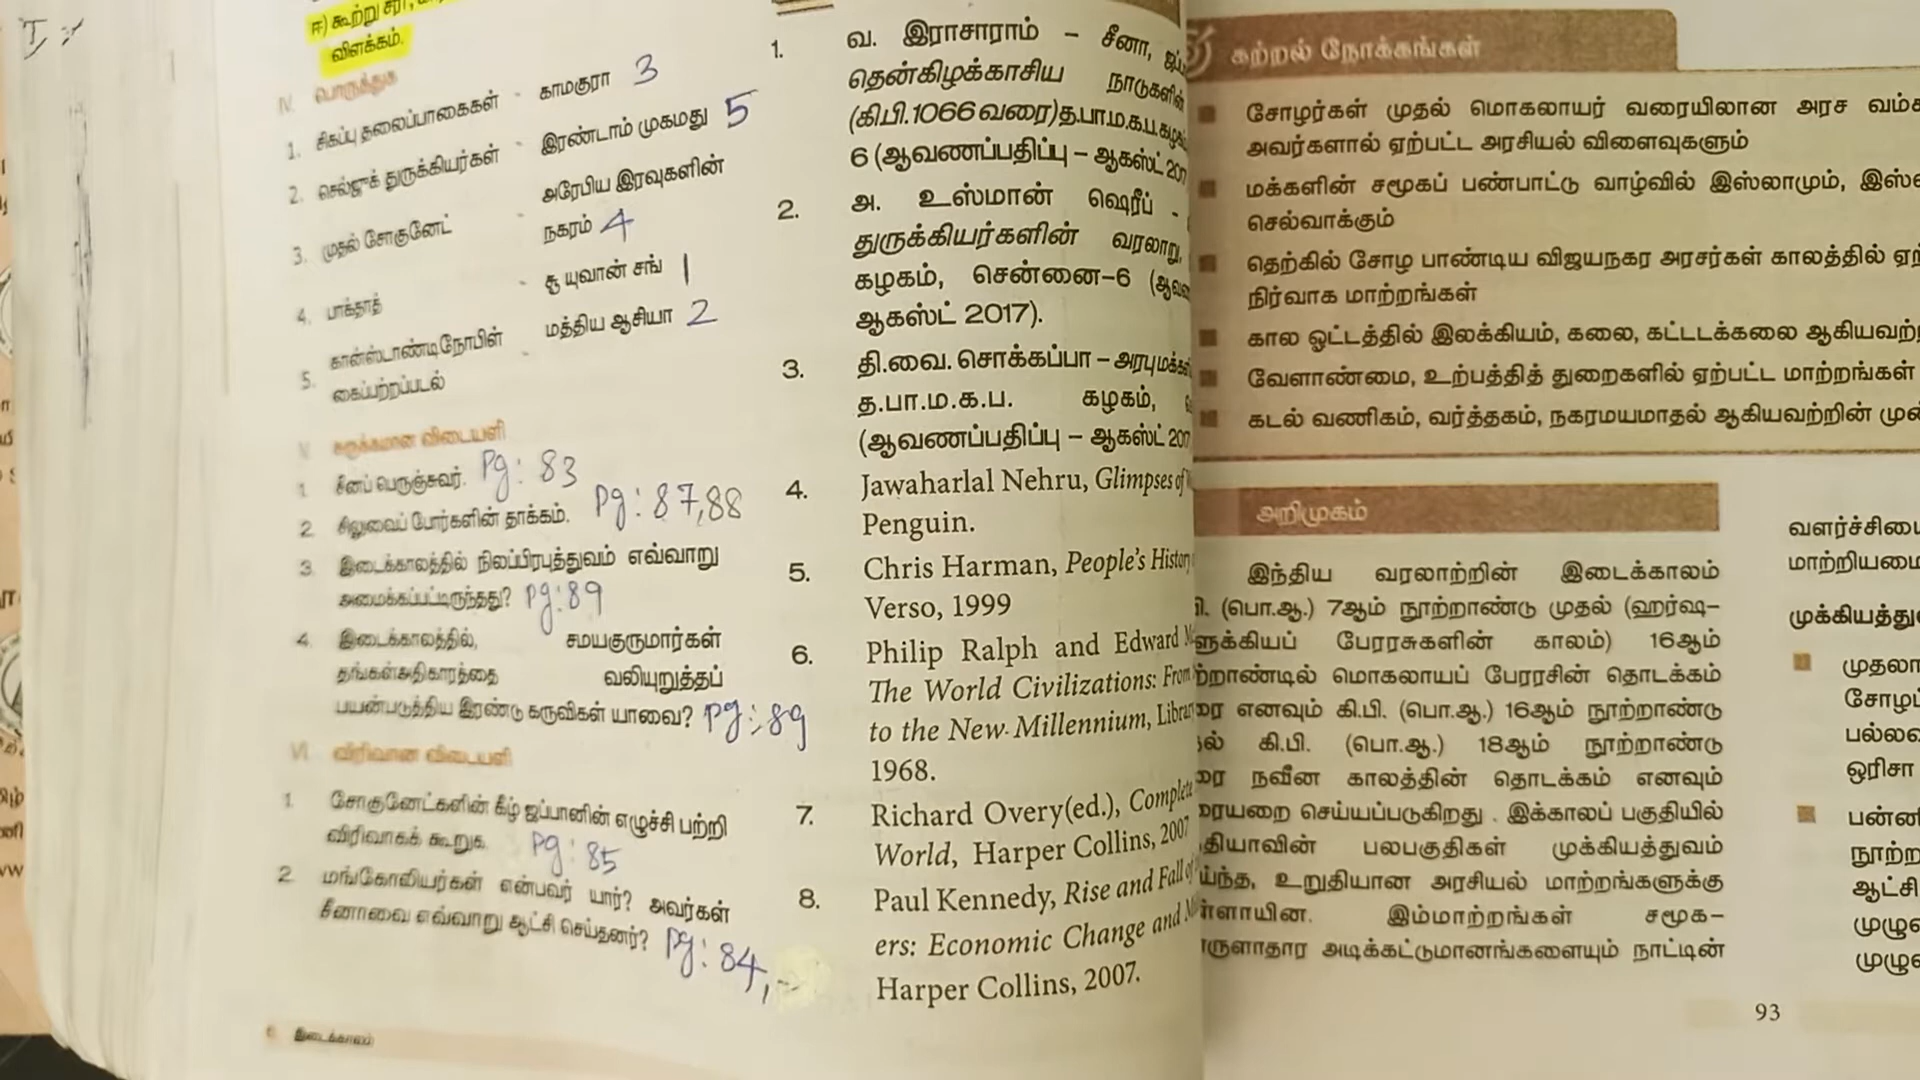 ஈ) கூற்று சரி,
விளக்கம்.
IV. பொருத்துக
1. சிகப்பு தலைப்பாகைகள் - காமகுரா 3
2. செல்ஜுக் துருக்கியர்கள் - இரண்டாம் முகமது 5
3. முதல் சோகுனேட் - அரேபிய இரவுகளின்
நகரம் 4
4. பாக்தாத் - சூ யுவான் சங் 1
5. கான்ஸ்டாண்டிநோபிள் - மத்திய ஆசியா 2
கைப்பற்றப்படல்
V. சுருக்கமான விடையளி
1. சீனப் பெருஞ்சுவர். Pg: 83
2. சிலுவைப் போர்களின் தாக்கம். Pg: 87,88
3. இடைக்காலத்தில் நிலப்பிரபுத்துவம் எவ்வாறு
அமைக்கப்பட்டிருந்தது? Pg:89
4. இடைக்காலத்தில், சமயகுருமார்கள்
தங்கள்அதிகாரத்தை வலியுறுத்தப்
பயன்படுத்திய இரண்டு கருவிகள் யாவை? Pg:89
VI. விரிவான விடையளி
1. சோகுனேட்களின் கீழ் ஜப்பானின் எழுச்சி பற்றி
விரிவாகக் கூறுக. Pg:85
2. மங்கோலியர்கள் என்பவர் யார்? அவர்கள்
சீனாவை எவ்வாறு ஆட்சி செய்தனர்? Pg: 84,
6. இடைக்காலம்
1. வ. இராசாராம் – சீனா,
தென்கிழக்காசிய நாடுகளின்
(கி.பி.1066 வரை)த.பா.ம.க.ப.
6 (ஆவணப்பதிப்பு – ஆகஸ்ட்
2. அ. உஸ்மான் ஷெரீப் -
துருக்கியர்களின் வரலாறு,
கழகம், சென்னை-6
ஆகஸ்ட் 2017).
3. தி.வை. சொக்கப்பா –
த.பா.ம.க.ப. கழகம்,
(ஆவணப்பதிப்பு – ஆகஸ்ட்
4. Jawaharlal Nehru, Glimpses of
Penguin.
5. Chris Harman, People's History
Verso, 1999
6. Philip Ralph and Edward
The World Civilizations: From
to the New Millennium,
1968.
7. Richard Overy(ed.), Complete
World, Harper Collins, 2007
8. Paul Kennedy, Rise and Fall of
ers: Economic Change and
Harper Collins, 2007.
கற்றல் நோக்கங்கள்
சோழர்கள் முதல் மொகலாயர் வரையிலான அரச
அவர்களால் ஏற்பட்ட அரசியல் விளைவுகளும்
மக்களின் சமூகப் பண்பாட்டு வாழ்வில் இஸ்லாமும்,
செல்வாக்கும்
தெற்கில் சோழ பாண்டிய விஜயநகர அரசர்கள் காலத்தில்
நிர்வாக மாற்றங்கள்
கால ஓட்டத்தில் இலக்கியம், கலை, கட்டடக்கலை
வேளாண்மை, உற்பத்தித் துறைகளில் ஏற்பட்ட மாற்றங்கள்
கடல் வணிகம், வர்த்தகம், நகரமயமாதல் ஆகியவற்றின்
அறிமுகம்
இந்திய வரலாற்றின் இடைக்காலம்
(பொ.ஆ.) 7ஆம் நூற்றாண்டு முதல் (ஹர்ஷ-
பேரரசுகளின் காலம்) 16ஆம்
மொகலாயப் பேரரசின் தொடக்கம்
எனவும் கி.பி. (பொ.ஆ.) 16ஆம் நூற்றாண்டு
கி.பி. (பொ.ஆ.) 18ஆம் நூற்றாண்டு
நவீன காலத்தின் தொடக்கம் எனவும்
செய்யப்படுகிறது. இக்காலப் பகுதியில்
பலபகுதிகள் முக்கியத்துவம்
உறுதியான அரசியல் மாற்றங்களுக்கு
இம்மாற்றங்கள் சமூக-
அடிக்கட்டுமானங்களையும் நாட்டின்
93